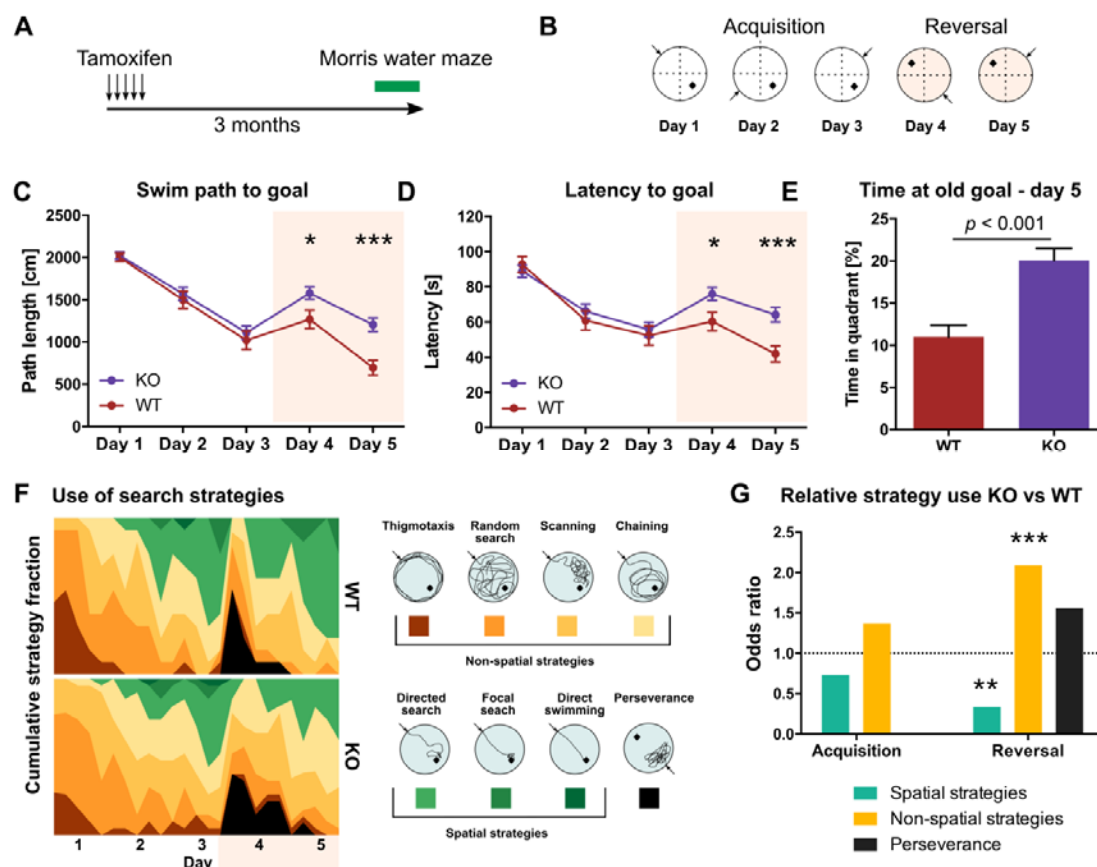 A
Tamoxifen
Morris water maze
3 months
B
Acquisition
Reversal
Day 1
Day 2
Day 3
Day 4
Day 5
C
Swim path to goal
Path length [cm]
2500
2000
1500
1000
500
0
*
***
KO
WT
Day 1
Day 2
Day 3
Day 4
Day 5
D
Latency to goal
Latency [s]
120
100
80
60
40
20
0
*
***
KO
WT
Day 1
Day 2
Day 3
Day 4
Day 5
E
Time at old goal - day 5
Time in quadrant [%]
25
20
15
10
5
0
p < 0.001
WT
KO
F
Use of search strategies
Cumulative strategy fraction
WT
KO
1
2
3
4
5
Day
Thigmotaxis
Random
search
Scanning
Chaining
Non-spatial strategies
Directed
search
Focal
seach
Direct
swimming
Perseverance
Spatial strategies
G
Relative strategy use KO vs WT
Odds ratio
2.5
2.0
1.5
1.0
0.5
0.0
**
***
Acquisition
Reversal
Spatial strategies
Non-spatial strategies
Perseverance